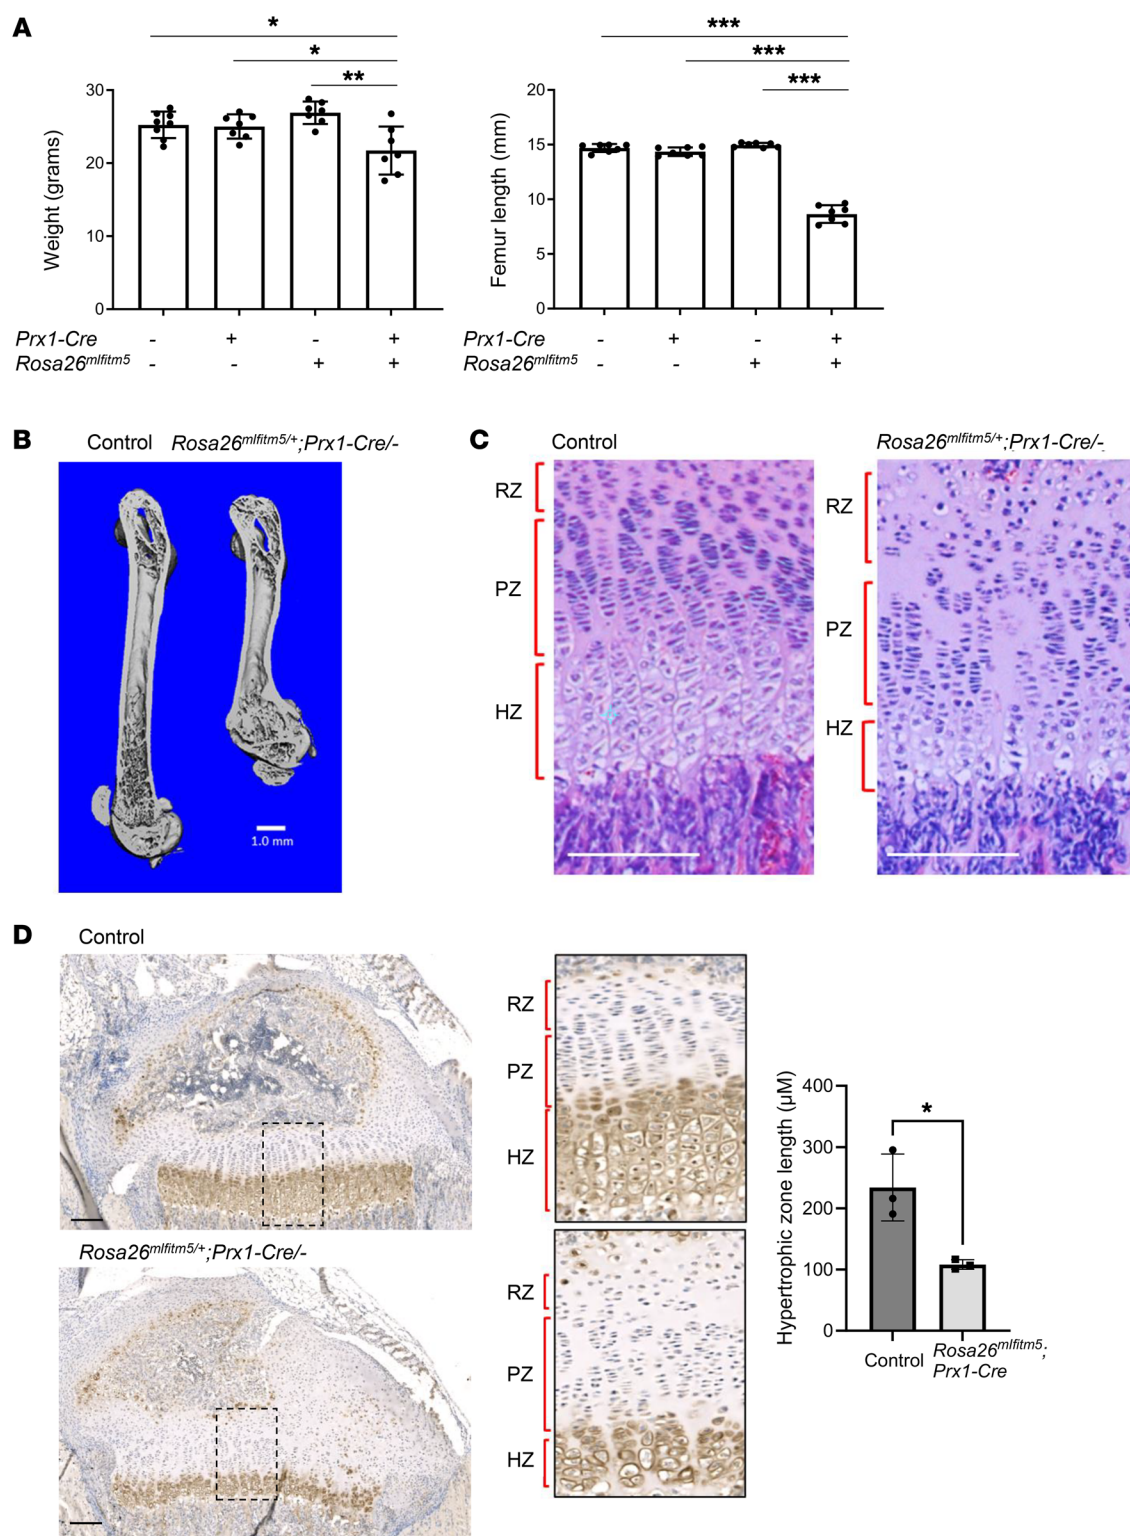 A
*
*
**
30
20
10
0
Weight (grams)
Prx1-Cre - + - +
Rosa26mlfitm5 - - + +
***
***
***
20
15
10
5
0
Femur length (mm)
Prx1-Cre - + - +
Rosa26mlfitm5 - - + +
B
Control Rosa26mlfitm5/+;Prx1-Cre/-
1.0 mm
C
Control
RZ
PZ
HZ
Rosa26mlfitm5/+;Prx1-Cre/-
RZ
PZ
HZ
D
Control
RZ
PZ
HZ
Rosa26mlfitm5/+;Prx1-Cre/-
RZ
PZ
HZ
Hypertrophic zone length (µM)
400
300
200
100
0
*
Control
Rosa26mlfitm5;
Prx1-Cre